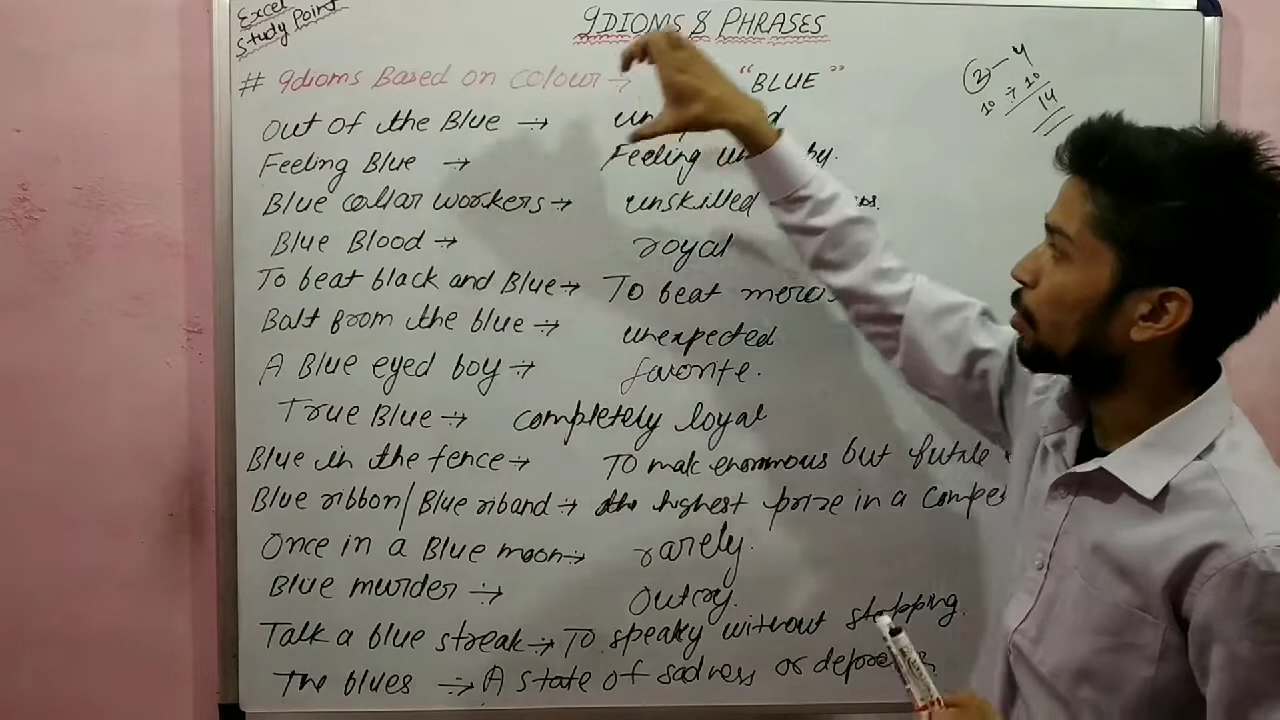 Excel
Study Point
IDIOMS & PHRASES
# Idioms Based on colour → "BLUE"
2 - 4
10 ÷ 10
14
Out of the Blue →
Feeling Blue → Feeling
Blue collar workers → unskilled
Blue Blood → royal
To beat black and Blue → To beat
Bolt from the blue → unexpected
A Blue eyed boy → favorite.
True Blue → completely loyal
Blue in the fence → To mak enormous but futile
Blue ribbon/Blue riband → the highest prize in a
Once in a Blue moon → rarely.
Blue murder → Outcry.
Talk a blue streak → To speaky without stopping.
The blues → A state of sadness or